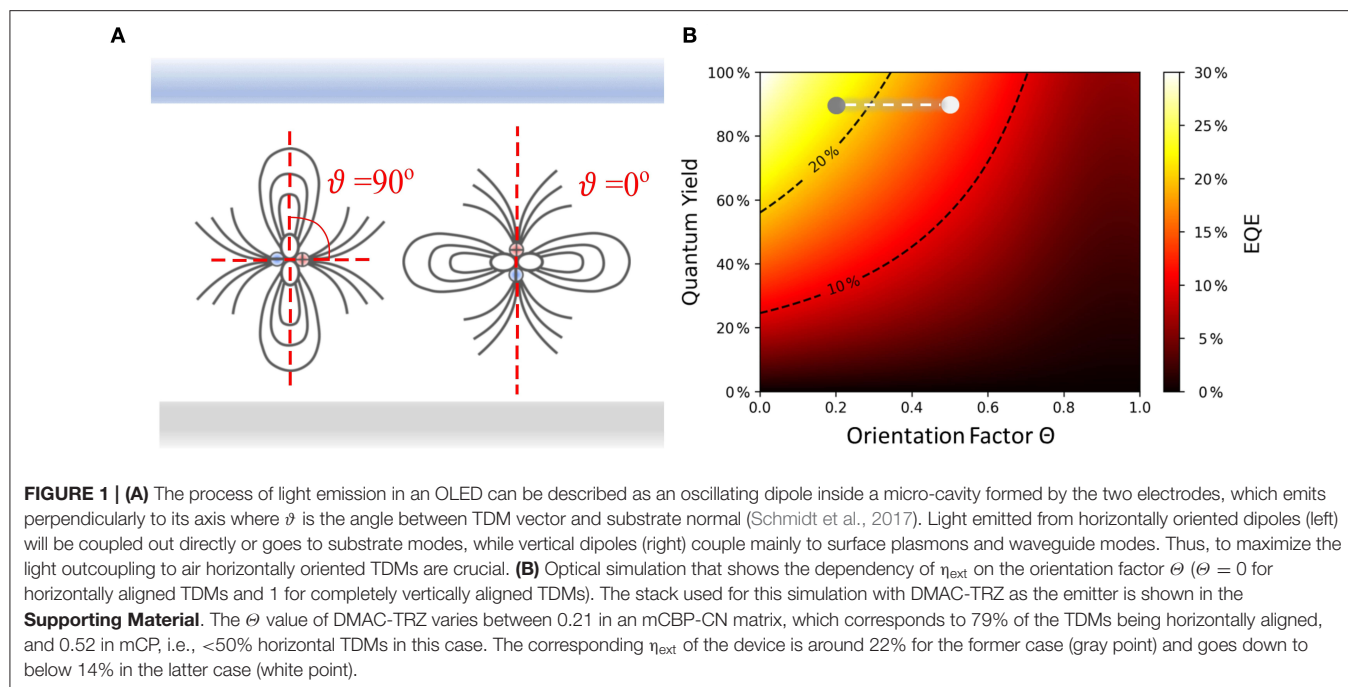 A
B
ϑ =90°
ϑ =0°
100 %
80 %
60 %
40 %
20 %
0 %
Quantum Yield
20 %
10 %
0.0 0.2 0.4 0.6 0.8 1.0
Orientation Factor Θ
30 %
25 %
20 %
15 %
10 %
5 %
0 %
EQE
FIGURE 1 | (A) The process of light emission in an OLED can be described as an oscillating dipole inside a micro-cavity formed by the two electrodes, which emits
perpendicularly to its axis where ϑ is the angle between TDM vector and substrate normal (Schmidt et al., 2017). Light emitted from horizontally oriented dipoles (left)
will be coupled out directly or goes to substrate modes, while vertical dipoles (right) couple mainly to surface plasmons and waveguide modes. Thus, to maximize the
light outcoupling to air horizontally oriented TDMs are crucial. (B) Optical simulation that shows the dependency of ηext on the orientation factor Θ (Θ = 0 for
horizontally aligned TDMs and 1 for completely vertically aligned TDMs). The stack used for this simulation with DMAC-TRZ as the emitter is shown in the
Supporting Material. The Θ value of DMAC-TRZ varies between 0.21 in an mCBP-CN matrix, which corresponds to 79% of the TDMs being horizontally aligned,
and 0.52 in mCP, i.e., <50% horizontal TDMs in this case. The corresponding ηext of the device is around 22% for the former case (gray point) and goes down to
below 14% in the latter case (white point).